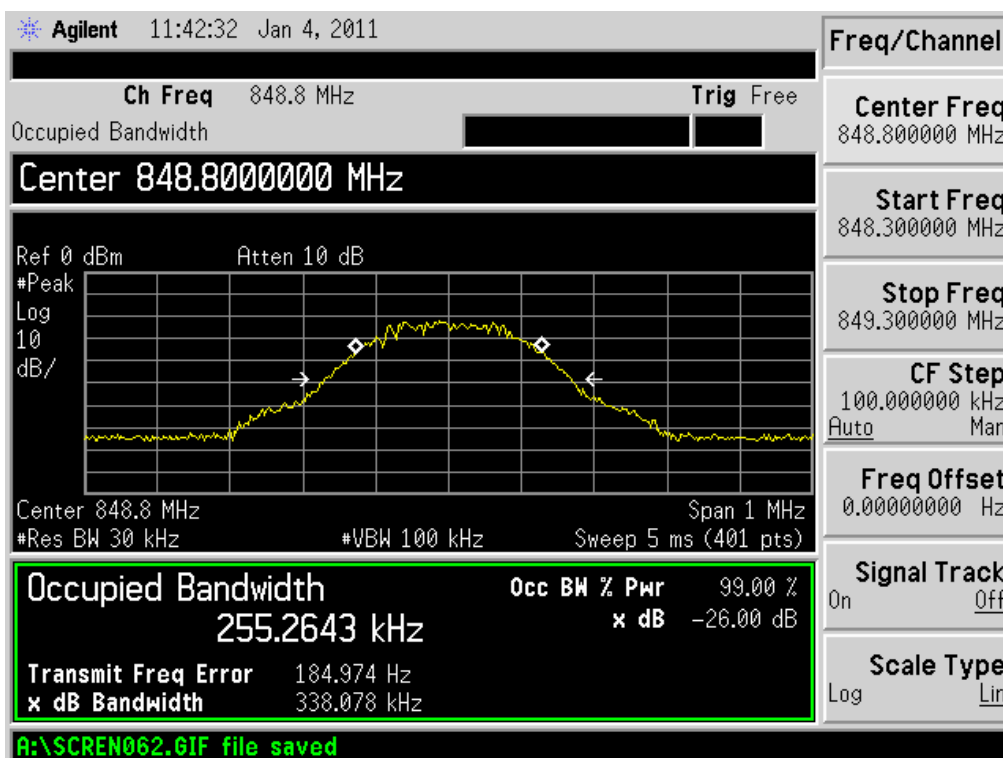 Agilent 11:42:32 Jan 4, 2011
Freq/Channel
Ch Freq 848.8 MHz Trig Free
Occupied Bandwidth
Center 848.8000000 MHz
Ref 0 dBm Atten 10 dB
#Peak
Log
10
dB/
Center 848.8 MHz Span 1 MHz
#Res BW 30 kHz #VBW 100 kHz Sweep 5 ms (401 pts)
Occupied Bandwidth Occ BW % Pwr 99.00 %
255.2643 kHz x dB -26.00 dB
Transmit Freq Error 184.974 Hz
x dB Bandwidth 338.078 kHz
A:\SCREN062.GIF file saved
Center Freq
848.800000 MHz
Start Freq
848.300000 MHz
Stop Freq
849.300000 MHz
CF Step
100.000000 kHz
Auto Man
Freq Offset
0.00000000 Hz
Signal Track
On Off
Scale Type
Log Lin